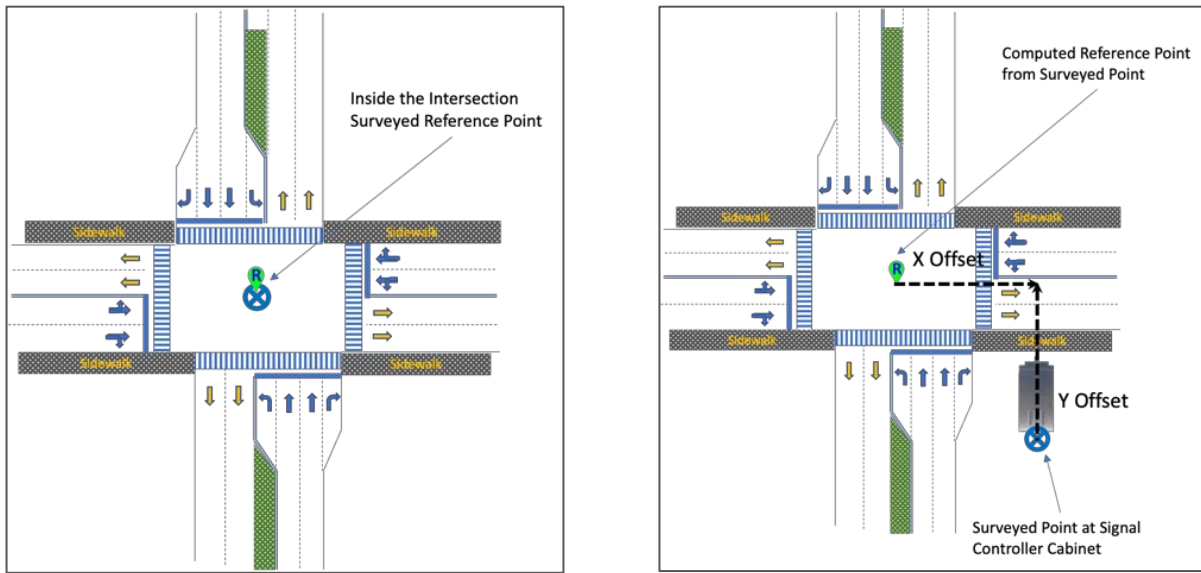 Inside the Intersection
Surveyed Reference Point
R
Sidewalk
Sidewalk
Sidewalk
Sidewalk
Computed Reference Point
from Surveyed Point
Sidewalk
Sidewalk
R
X Offset
Sidewalk
Sidewalk
Y Offset
Surveyed Point at Signal
Controller Cabinet